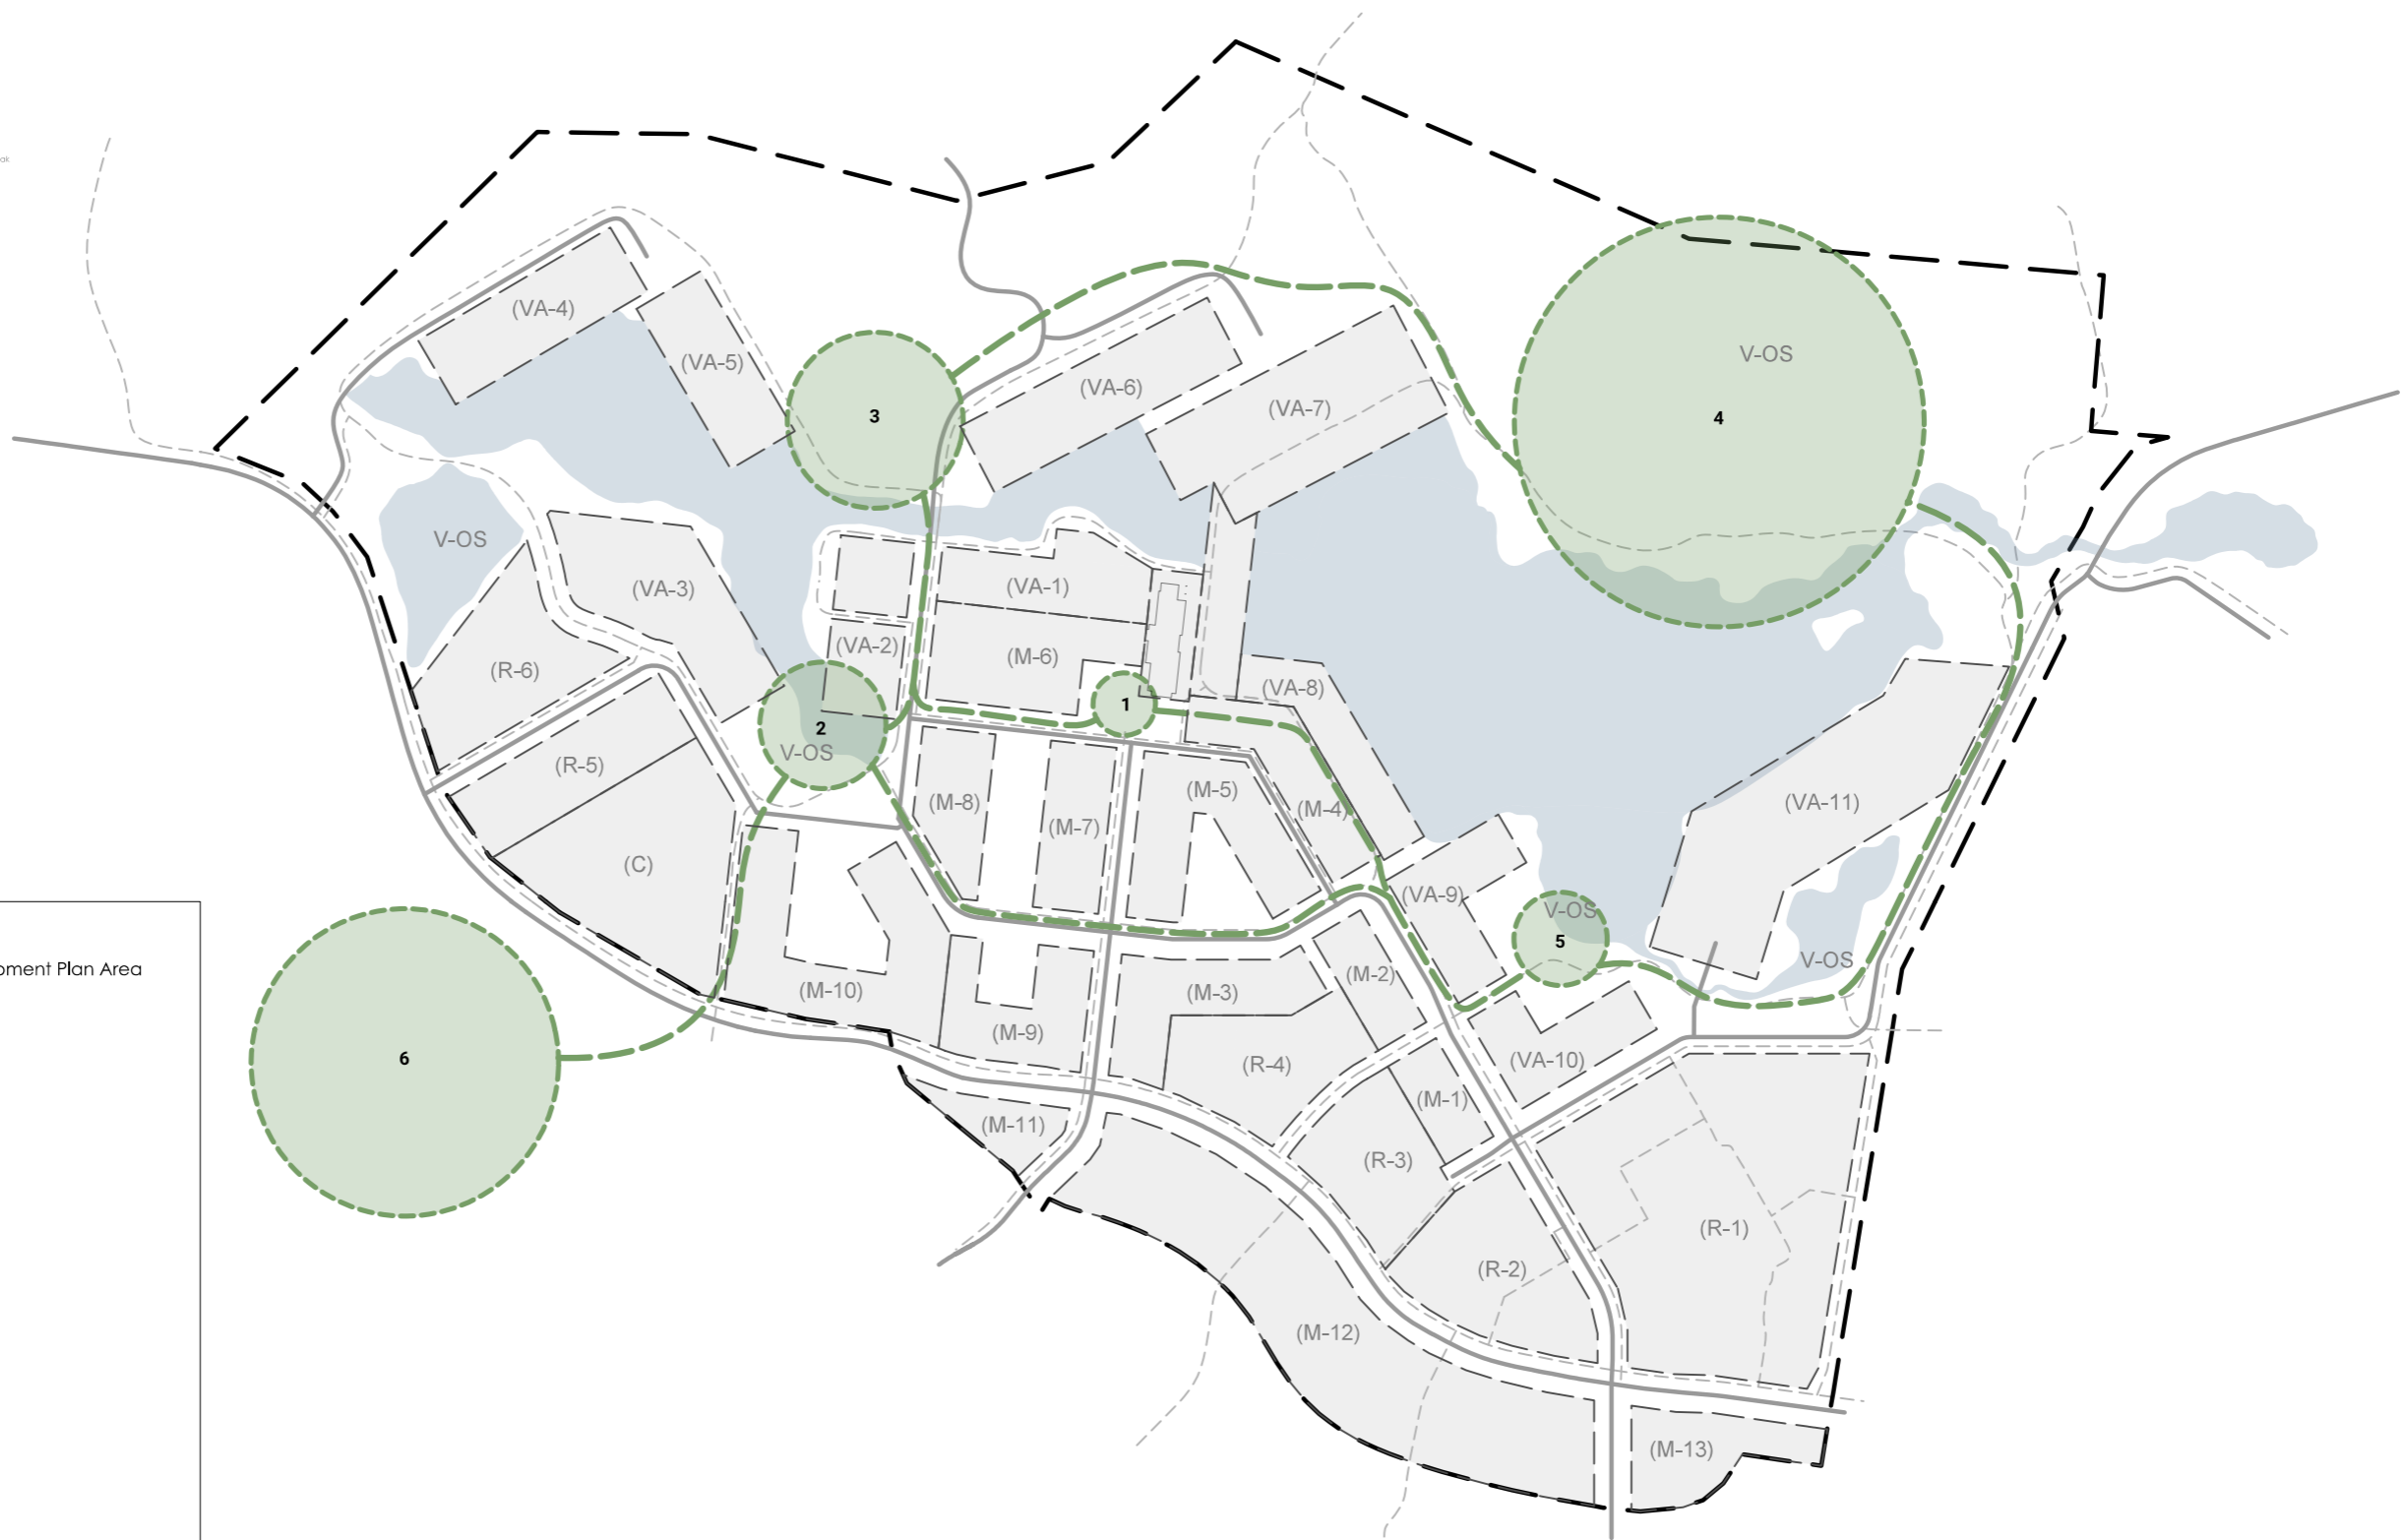 ak
(VA-4)
(VA-5)
V-OS
(VA-6)
(VA-7)
3
4
V-OS
(VA-3)
(VA-1)
(VA-2)
(M-6)
(R-6)
(VA-8)
1
2
V-OS
(R-5)
(M-8)
(M-7)
(M-5)
(M-4)
(VA-11)
(C)
(VA-9)
V-OS
5
V-OS
pment Plan Area
(M-10)
(M-3)
(M-2)
(M-9)
6
(R-4)
(VA-10)
(M-1)
(M-11)
(R-3)
(R-1)
(R-2)
(M-12)
(M-13)